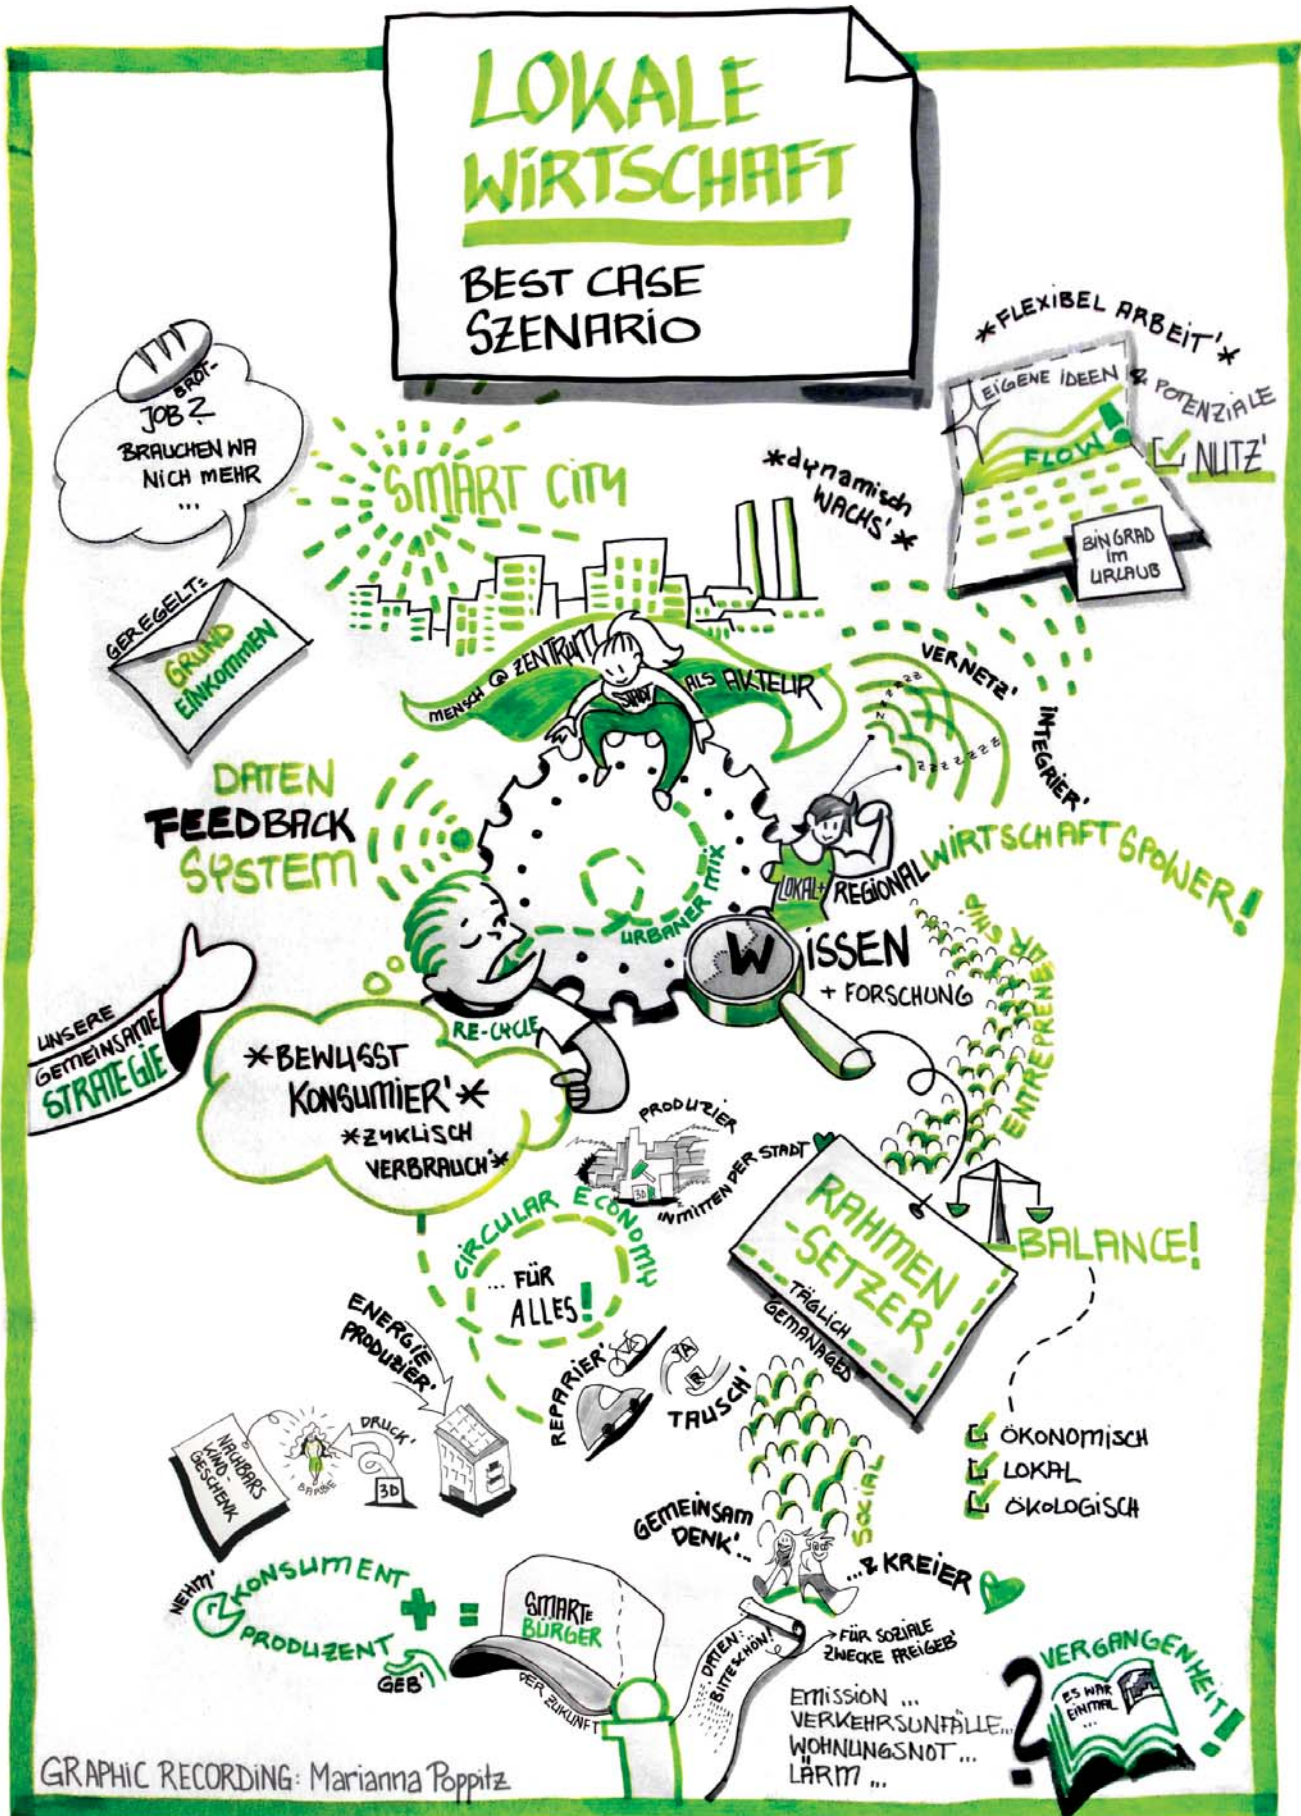 LOKALE
WIRTSCHAFT
BEST CASE
SZENARIO
BROT-
JOB?
BRAUCHEN WA
NICH MEHR
...
GEREGELT:
GRUND
EINKOMMEN
SMART CITY
*dynamisch
WACHS'*
*FLEXIBEL ARBEIT'*
EIGENE IDEEN & POTENZIALE
FLOW!
NUTZ'
BIN GRAD
im
URLAUB
MENSCH @ ZENTRUM
STADT
ALS AKTEUR
VERNETZ'
INTEGRIER'
DATEN
FEEDBACK
SYSTEM
URBANER MIX
LOKAL+
REGIONAL
WIRTSCHAFTSPOWER!
WISSEN
+ FORSCHUNG
ENTREPRENEURSHIP
UNSERE
GEMEINSAME
STRATEGIE
RE-CYCLE
*BEWUSST
KONSUMIER'*
*ZYKLISCH
VERBRAUCH'*
PRODUZIER
3D
INMITTEN DER STADT
CIRCULAR ECONOMY
... FÜR
ALLES!
RAHMEN
-SETZER
TÄGLICH
GEMANAGED
BALANCE!
ÖKONOMISCH
LOKAL
ÖKOLOGISCH
ENERGIE
PRODUZIER'
REPARIER'
TAUSCH'
NACHBARS
KIND-
GESCHENK
BARBIE
DRUCK'
3D
GEMEINSAM
DENK'...
SOCIAL
...& KREIER
NEHM'
KONSUMENT
PRODUZENT
GEB'
+ =
SMARTE
BÜRGER
DER ZUKUNFT
DATEN:
BITTESCHÖN!
FÜR SOZIALE
ZWECKE FREIGEB'
EMISSION ...
VERKEHRSUNFÄLLE...
WOHNUNGSNOT...
LÄRM ...
?
VERGANGENHEIT!
ES WAR
EINMAL
...
GRAPHIC RECORDING: Marianna Poppitz